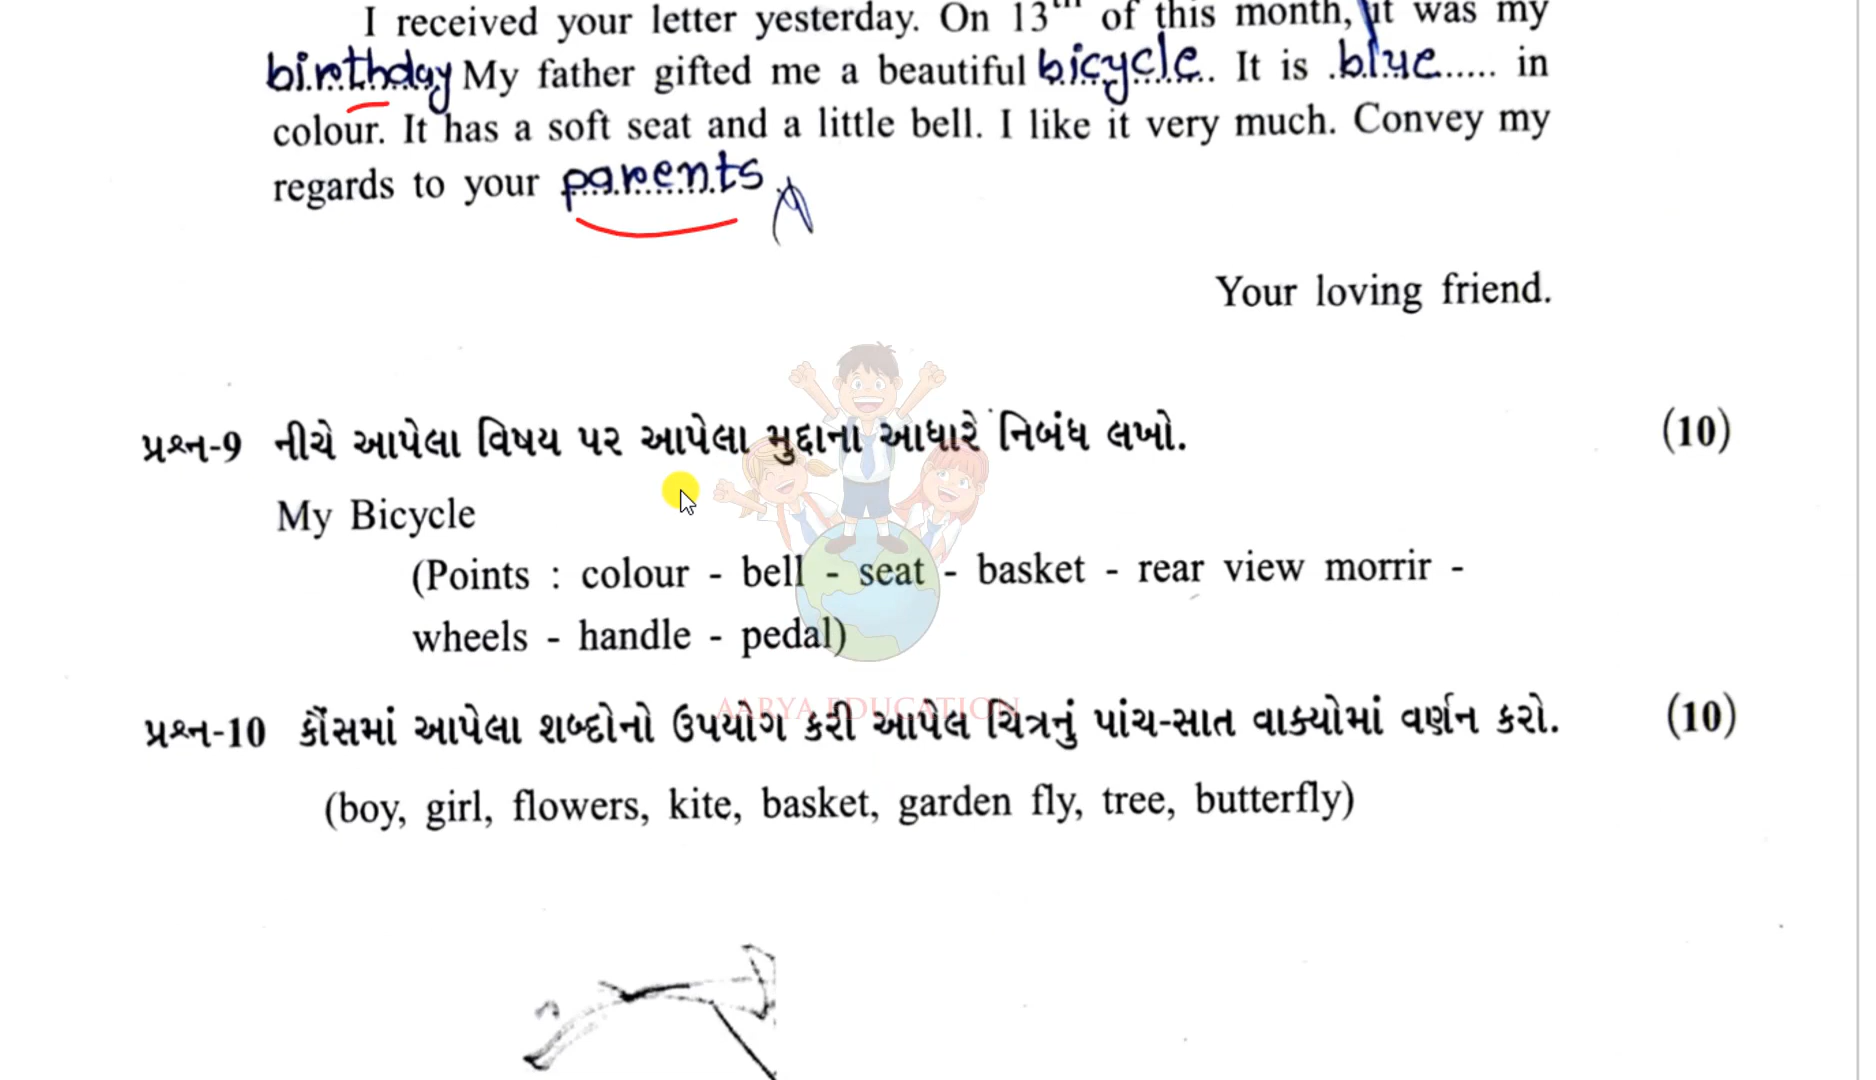 I received your letter yesterday. On 13th of this month, it was my
birthday My father gifted me a beautiful bicycle. It is blue...... in
colour. It has a soft seat and a little bell. I like it very much. Convey my
regards to your parents
Your loving friend.
પ્રશ્ન-9 નીચે આપેલા વિષય પર આપેલા મુદ્દાના આધારે નિબંધ લખો. (10)
My Bicycle
(Points : colour - bell - seat - basket - rear view morrir -
wheels - handle - pedal)
AARYA EDUCATION
પ્રશ્ન-10 કૌંસમાં આપેલા શબ્દોનો ઉપયોગ કરી આપેલ ચિત્રનું પાંચ-સાત વાક્યોમાં વર્ણન કરો. (10)
(boy, girl, flowers, kite, basket, garden fly, tree, butterfly)